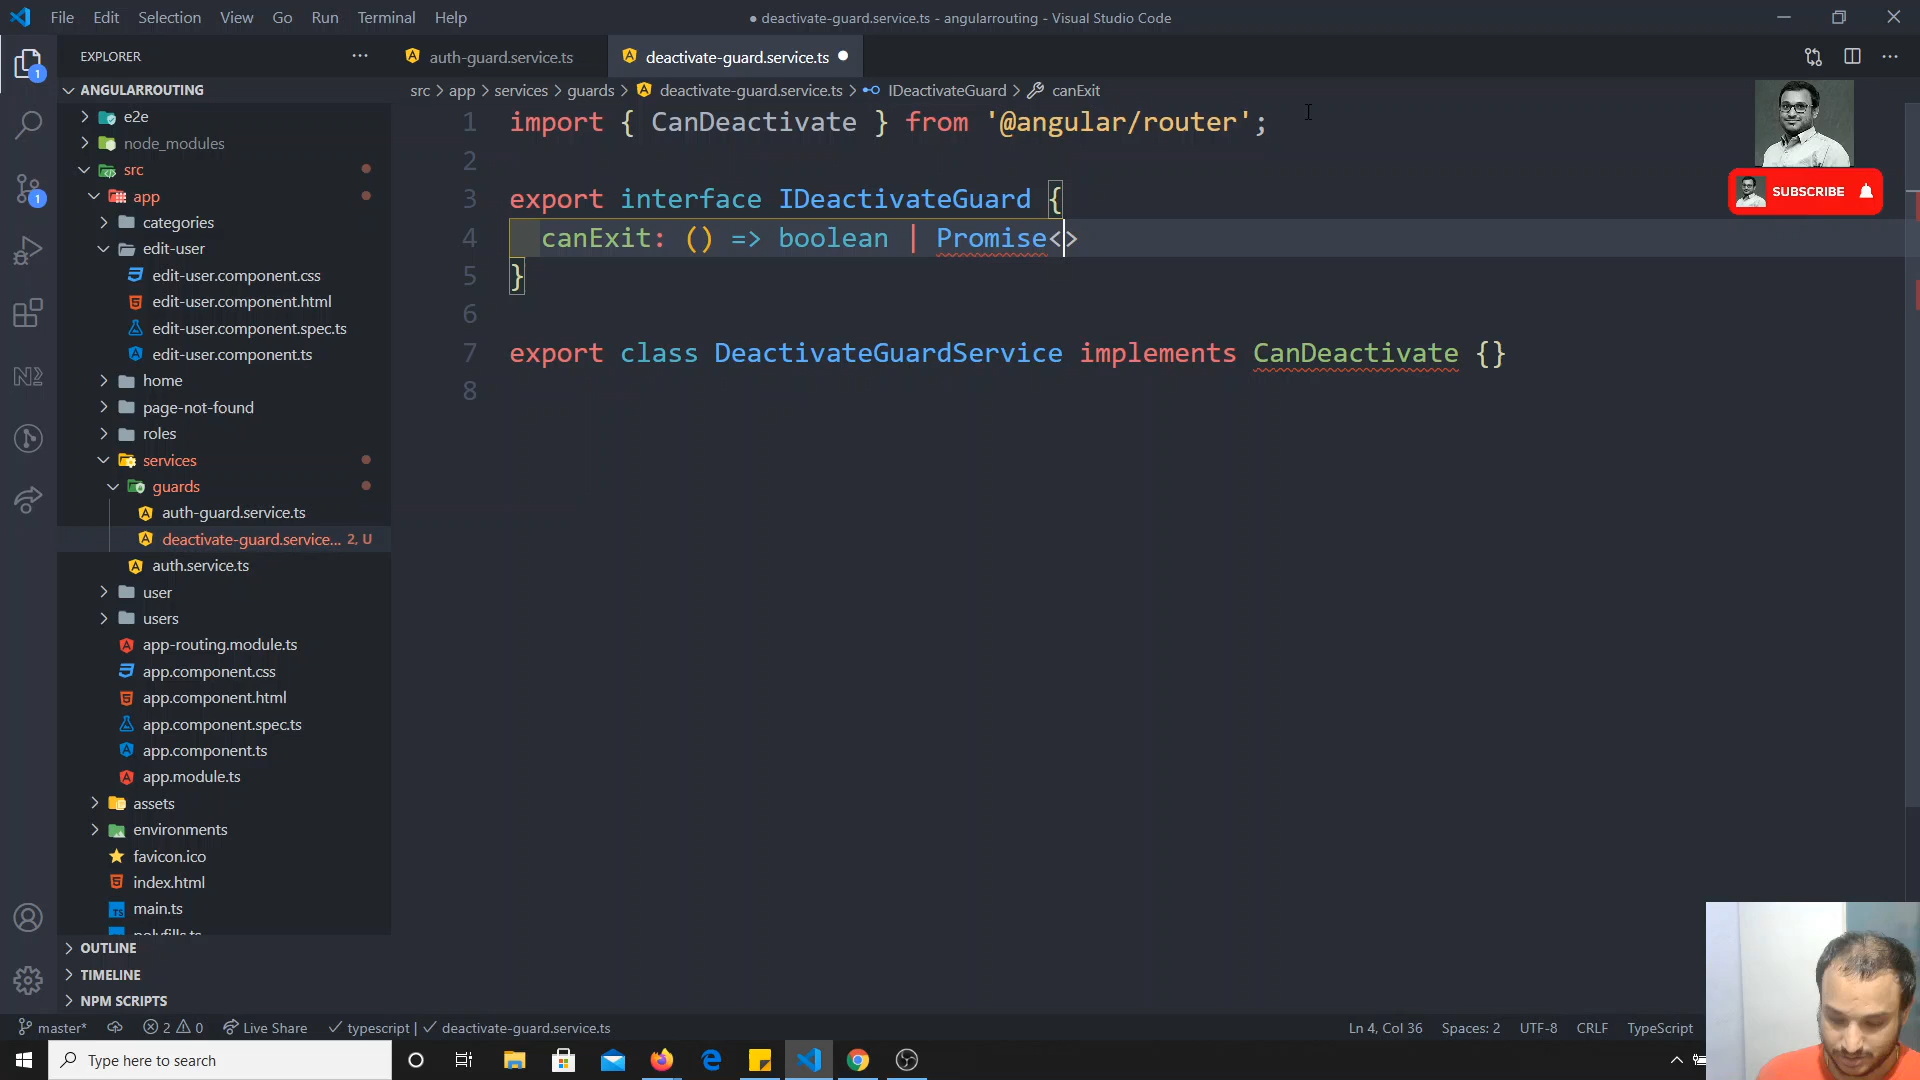 File Edit Selection View Go Run Terminal Help
● deactivate-guard.service.ts - angularrouting - Visual Studio Code
EXPLORER
auth-guard.service.ts
deactivate-guard.service.ts
ANGULARROUTING
src > app > services > guards > deactivate-guard.service.ts > IDeactivateGuard > canExit
e2e
node_modules
src
app
categories
edit-user
edit-user.component.css
edit-user.component.html
edit-user.component.spec.ts
edit-user.component.ts
home
page-not-found
roles
services
guards
auth-guard.service.ts
deactivate-guard.service... 2, U
auth.service.ts
user
users
app-routing.module.ts
app.component.css
app.component.html
app.component.spec.ts
app.component.ts
app.module.ts
assets
environments
favicon.ico
index.html
main.ts
polyfills.ts
OUTLINE
TIMELINE
NPM SCRIPTS
1 import { CanDeactivate } from '@angular/router';
2
3 export interface IDeactivateGuard {
4 canExit: () => boolean | Promise<>
5 }
6
7 export class DeactivateGuardService implements CanDeactivate {}
8
SUBSCRIBE
1
1
master* 2 0 Live Share typescript | deactivate-guard.service.ts
Ln 4, Col 36 Spaces: 2 UTF-8 CRLF TypeScript
Type here to search